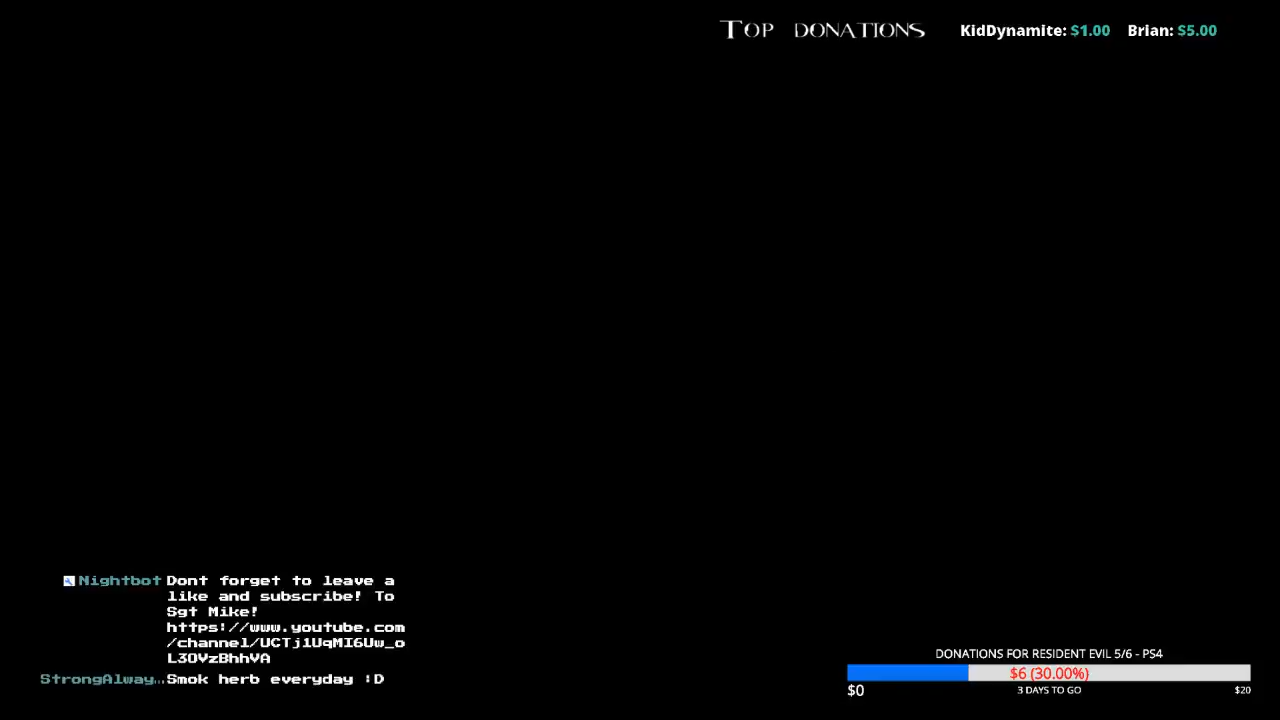 Top donations KidDynamite: $1.00 Brian: $5.00
Nightbot Dont forget to leave a
like and subscribe! To
Sgt Mike!
https://www.youtube.com
/channel/UCTj1UqMI6Uw_o
L3OVzBhhVA
StrongAlway… Smok herb everyday :D
DONATIONS FOR RESIDENT EVIL 5/6 - PS4
$6 (30.00%)
$0 3 DAYS TO GO $20